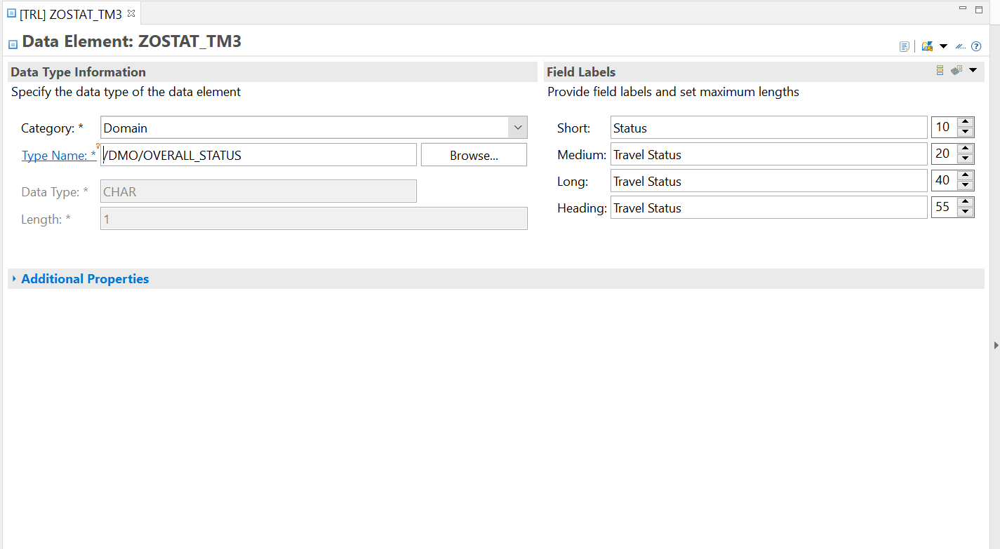 [TRL] ZOSTAT_TM3
Data Element: ZOSTAT_TM3
Data Type Information
Specify the data type of the data element
Category: * Domain
Type Name: * /DMO/OVERALL_STATUS Browse...
Data Type: * CHAR
Length: * 1
Field Labels
Provide field labels and set maximum lengths
Short: Status 10
Medium: Travel Status 20
Long: Travel Status 40
Heading: Travel Status 55
Additional Properties